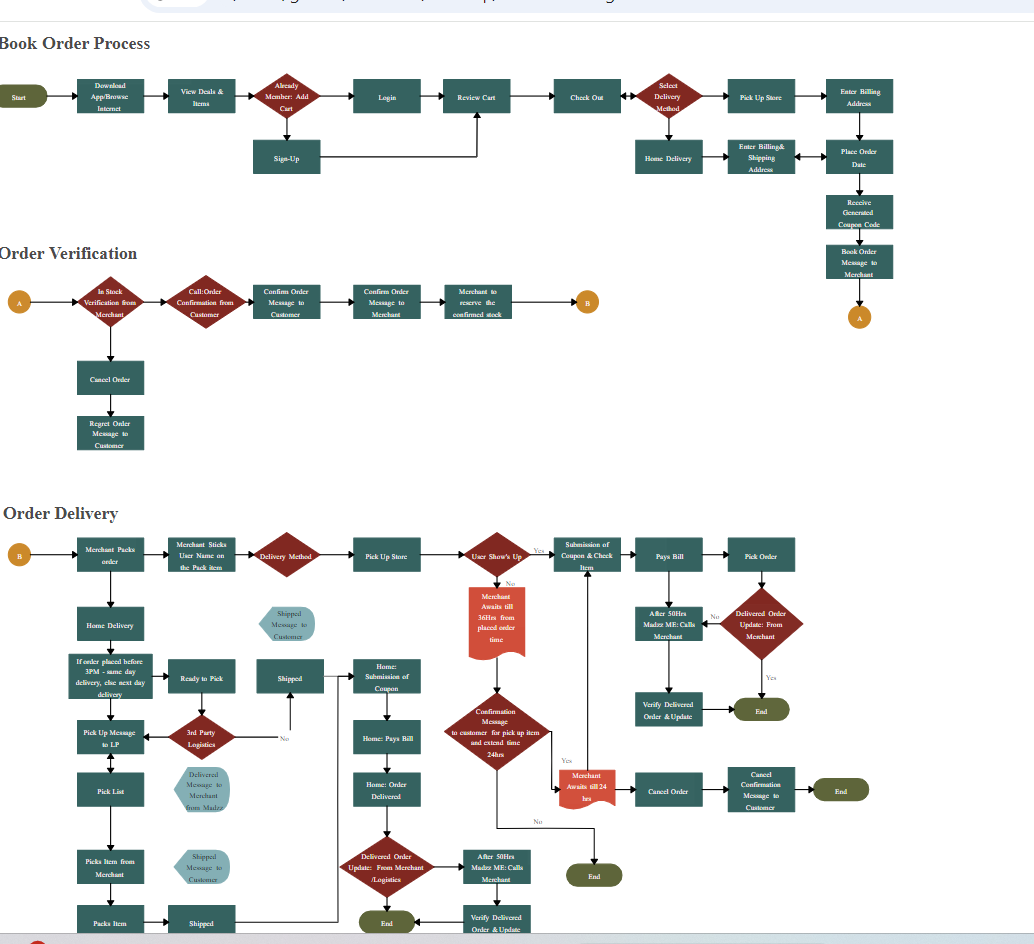 Book Order Process
Start
Download
App/Browse
Internet
View Deals &
Items
Already
Member: Add
Cart
Login
Review Cart
Check Out
Select
Delivery
Method
Pick Up Store
Enter Billing
Address
Sign-Up
Home Delivery
Enter Billing&
Shipping
Address
Place Order
Date
Receive
Generated
Coupon Code
Book Order
Message to
Merchant
A
Order Verification
A
In Stock
Verification from
Merchant
Call:Order
Confirmation from
Customer
Confirm Order
Message to
Customer
Confirm Order
Message to
Merchant
Merchant to
reserve the
confirmed stock
B
Cancel Order
Regret Order
Message to
Customer
Order Delivery
B
Merchant Packs
order
Merchant Sticks
User Name on
the Pack item
Delivery Method
Pick Up Store
User Show's Up
Yes
Submission of
Coupon & Check
Item
Pays Bill
Pick Order
No
Merchant
Awaits till
36Hrs from
placed order
time
Home Delivery
Shipped
Message to
Customer
After 50Hrs
Madzz ME: Calls
Merchant
No
Delivered Order
Update: From
Merchant
Yes
If order placed before
3PM - same day
delivery, else next day
delivery
Ready to Pick
Shipped
Home:
Submission of
Coupon
Verify Delivered
Order & Update
End
Pick Up Message
to LP
3rd Party
Logistics
No
Home: Pays Bill
Confirmation
Message
to customer for pick up item
and extend time
24hrs
Yes
Pick List
Delivered
Message to
Merchant
from Madzz
Home: Order
Delivered
Merchant
Awaits till 24
hrs
Cancel Order
Cancel
Confirmation
Message to
Customer
End
No
Picks Item from
Merchant
Shipped
Message to
Customer
Delivered Order
Update: From Merchant
/Logistics
After 50Hrs
Madzz ME: Calls
Merchant
End
Packs Item
Shipped
End
Verify Delivered
Order & Update